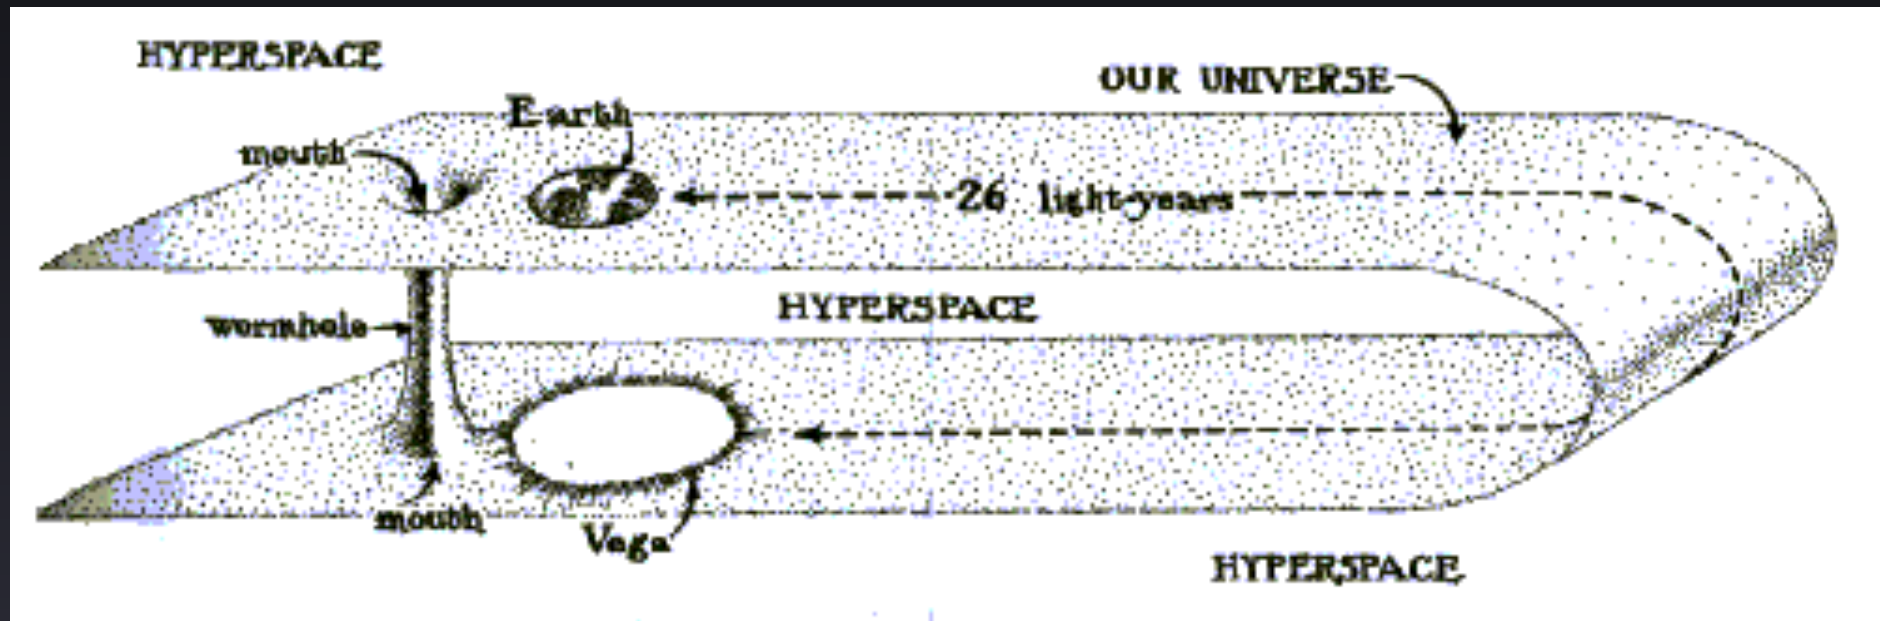 HYPERSPACE
OUR UNIVERSE
Earth
mouth
26 light-years
HYPERSPACE
wormhole
mouth
Vega
HYPERSPACE